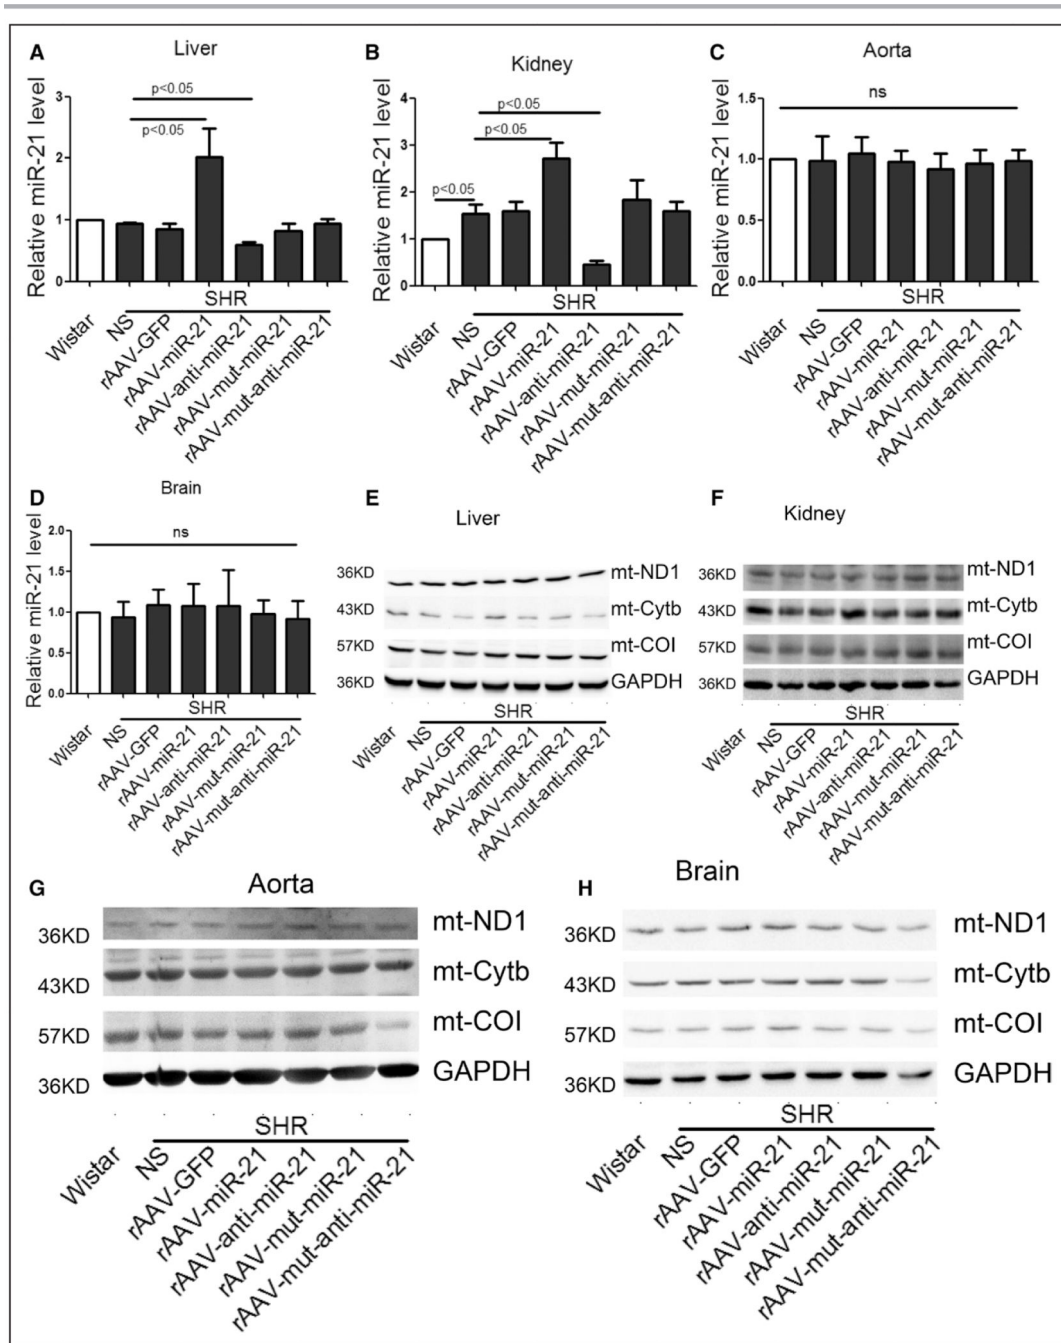 A
Liver
Relative miR-21 level
3
2
1
0
p<0.05
p<0.05
Wistar
NS
rAAV-GFP
rAAV-miR-21
rAAV-anti-miR-21
rAAV-mut-miR-21
rAAV-mut-anti-miR-21
SHR
B
Kidney
Relative miR-21 level
4
3
2
1
0
p<0.05
p<0.05
p<0.05
Wistar
NS
rAAV-GFP
rAAV-miR-21
rAAV-anti-miR-21
rAAV-mut-miR-21
rAAV-mut-anti-miR-21
SHR
C
Aorta
Relative miR-21 level
1.5
1.0
0.5
0.0
ns
Wistar
NS
rAAV-GFP
rAAV-miR-21
rAAV-anti-miR-21
rAAV-mut-miR-21
rAAV-mut-anti-miR-21
SHR
D
Brain
Relative miR-21 level
2.0
1.5
1.0
0.5
0.0
ns
Wistar
NS
rAAV-GFP
rAAV-miR-21
rAAV-anti-miR-21
rAAV-mut-miR-21
rAAV-mut-anti-miR-21
SHR
E
Liver
36KD mt-ND1
43KD mt-Cytb
57KD mt-COI
36KD GAPDH
SHR
Wistar
NS
rAAV-GFP
rAAV-miR-21
rAAV-anti-miR-21
rAAV-mut-miR-21
rAAV-mut-anti-miR-21
F
Kidney
36KD mt-ND1
43KD mt-Cytb
57KD mt-COI
36KD GAPDH
SHR
Wistar
NS
rAAV-GFP
rAAV-miR-21
rAAV-anti-miR-21
rAAV-mut-miR-21
rAAV-mut-anti-miR-21
G
Aorta
36KD mt-ND1
43KD mt-Cytb
57KD mt-COI
36KD GAPDH
SHR
Wistar
NS
rAAV-GFP
rAAV-miR-21
rAAV-anti-miR-21
rAAV-mut-miR-21
rAAV-mut-anti-miR-21
H
Brain
36KD mt-ND1
43KD mt-Cytb
57KD mt-COI
36KD GAPDH
SHR
Wistar
NS
rAAV-GFP
rAAV-miR-21
rAAV-anti-miR-21
rAAV-mut-miR-21
rAAV-mut-anti-miR-21